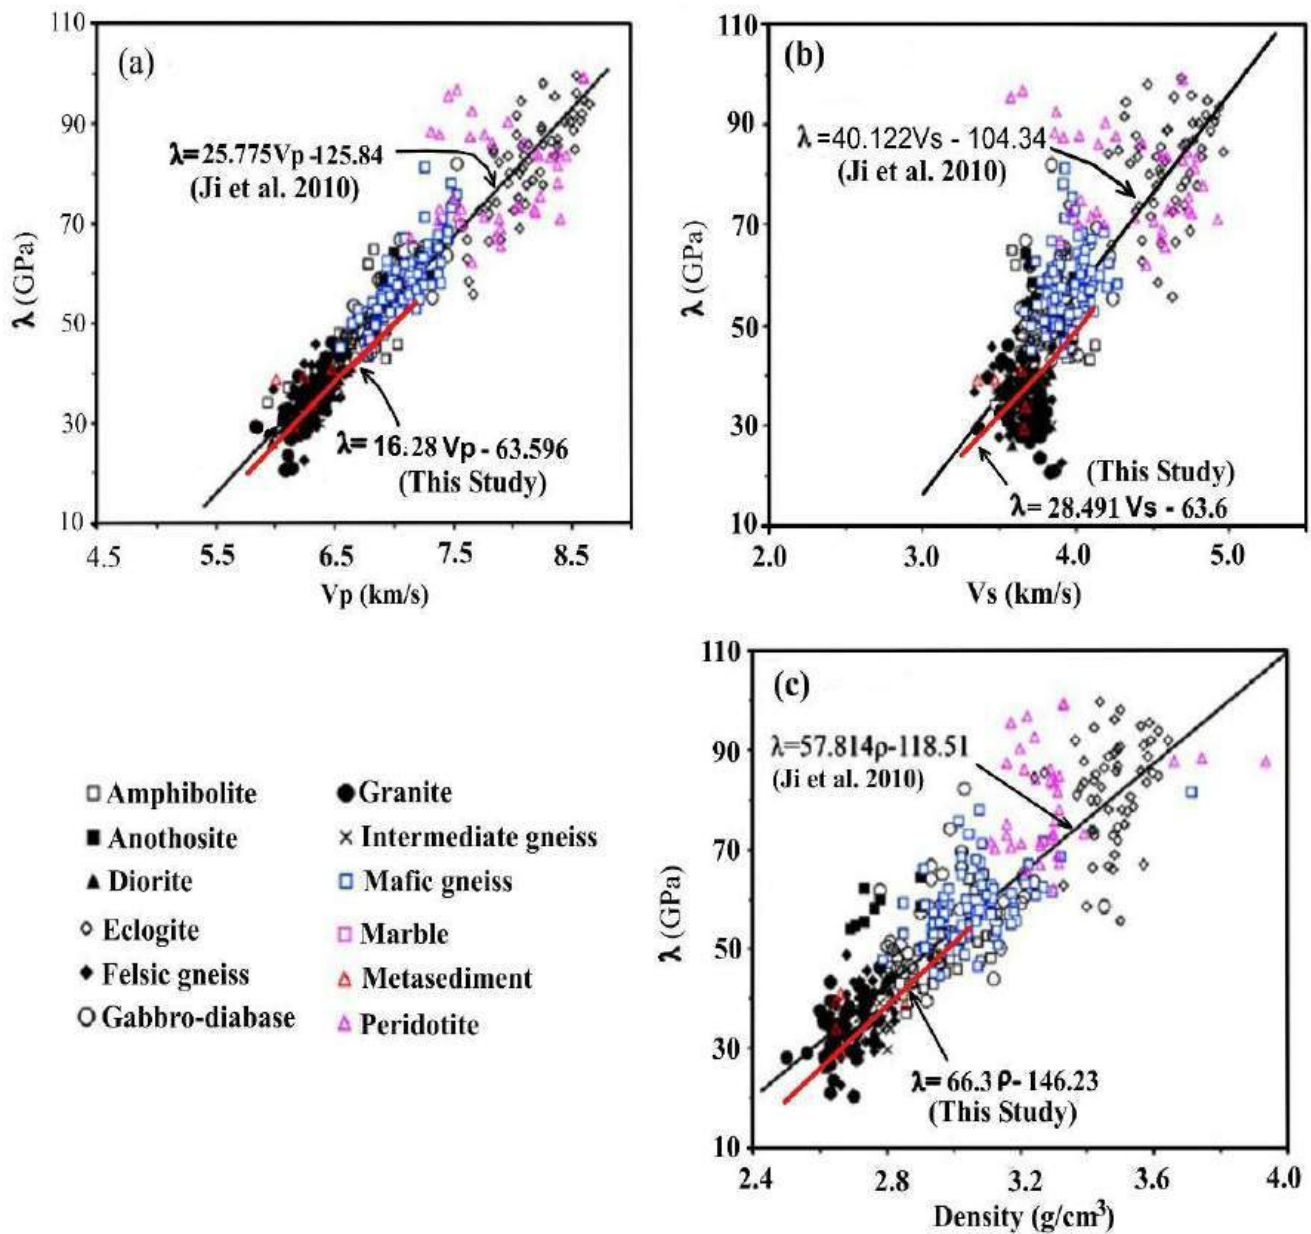 (a)
110
90
70
50
30
10
λ (GPa)
λ=25.775Vp-125.84
(Ji et al. 2010)
λ= 16.28 Vp - 63.596
(This Study)
4.5 5.5 6.5 7.5 8.5
Vp (km/s)
(b)
110
90
70
50
30
10
λ (GPa)
λ=40.122Vs - 104.34
(Ji et al. 2010)
(This Study)
λ= 28.491 Vs - 63.6
2.0 3.0 4.0 5.0
Vs (km/s)
Amphibolite
Anothosite
Diorite
Eclogite
Felsic gneiss
Gabbro-diabase
Granite
Intermediate gneiss
Mafic gneiss
Marble
Metasediment
Peridotite
(c)
110
90
70
50
30
10
λ (GPa)
λ=57.814ρ-118.51
(Ji et al. 2010)
λ= 66.3 ρ- 146.23
(This Study)
2.4 2.8 3.2 3.6 4.0
Density (g/cm³)